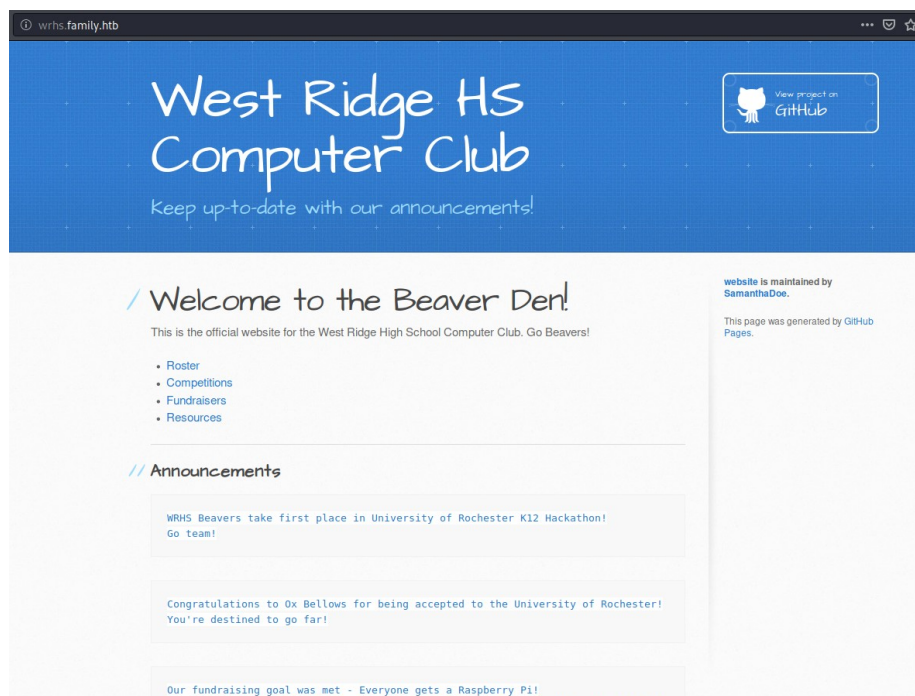 wrhs.family.htb
West Ridge HS
Computer Club
Keep up-to-date with our announcements!
View project on
GitHub
/ Welcome to the Beaver Den!
This is the official website for the West Ridge High School Computer Club. Go Beavers!
• Roster
• Competitions
• Fundraisers
• Resources
website is maintained by
SamanthaDoe.
This page was generated by GitHub
Pages.
// Announcements
WRHS Beavers take first place in University of Rochester K12 Hackathon!
Go team!
Congratulations to Ox Bellows for being accepted to the University of Rochester!
You're destined to go far!
Our fundraising goal was met - Everyone gets a Raspberry Pi!